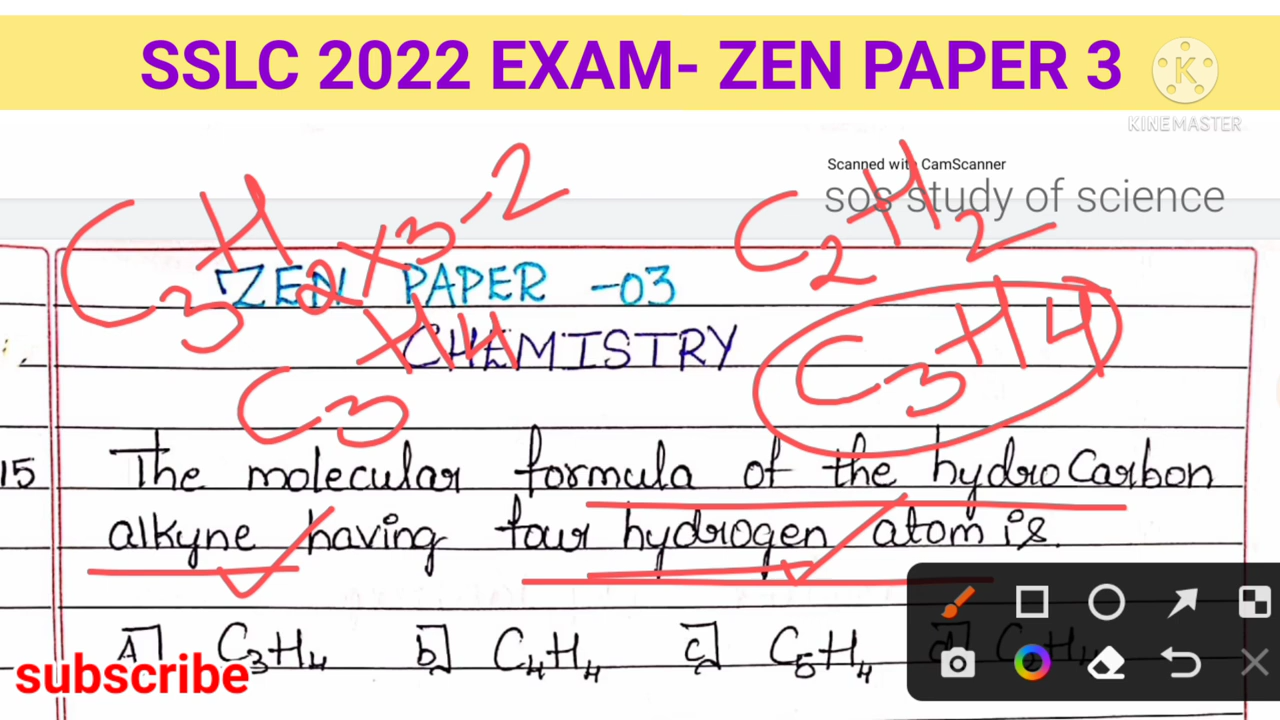 SSLC 2022 EXAM- ZEN PAPER 3
K
KINEMASTER
Scanned with CamScanner
sos study of science
C3H2x3-2
C2H2
ZEN PAPER -03
CHEMISTRY
C3H4
C3H4
15 The molecular formula of the hydroCarbon
alkyne having four hydrogen atom is.
A] C3H4 b] C4H4 c] C5H4 d]
subscribe